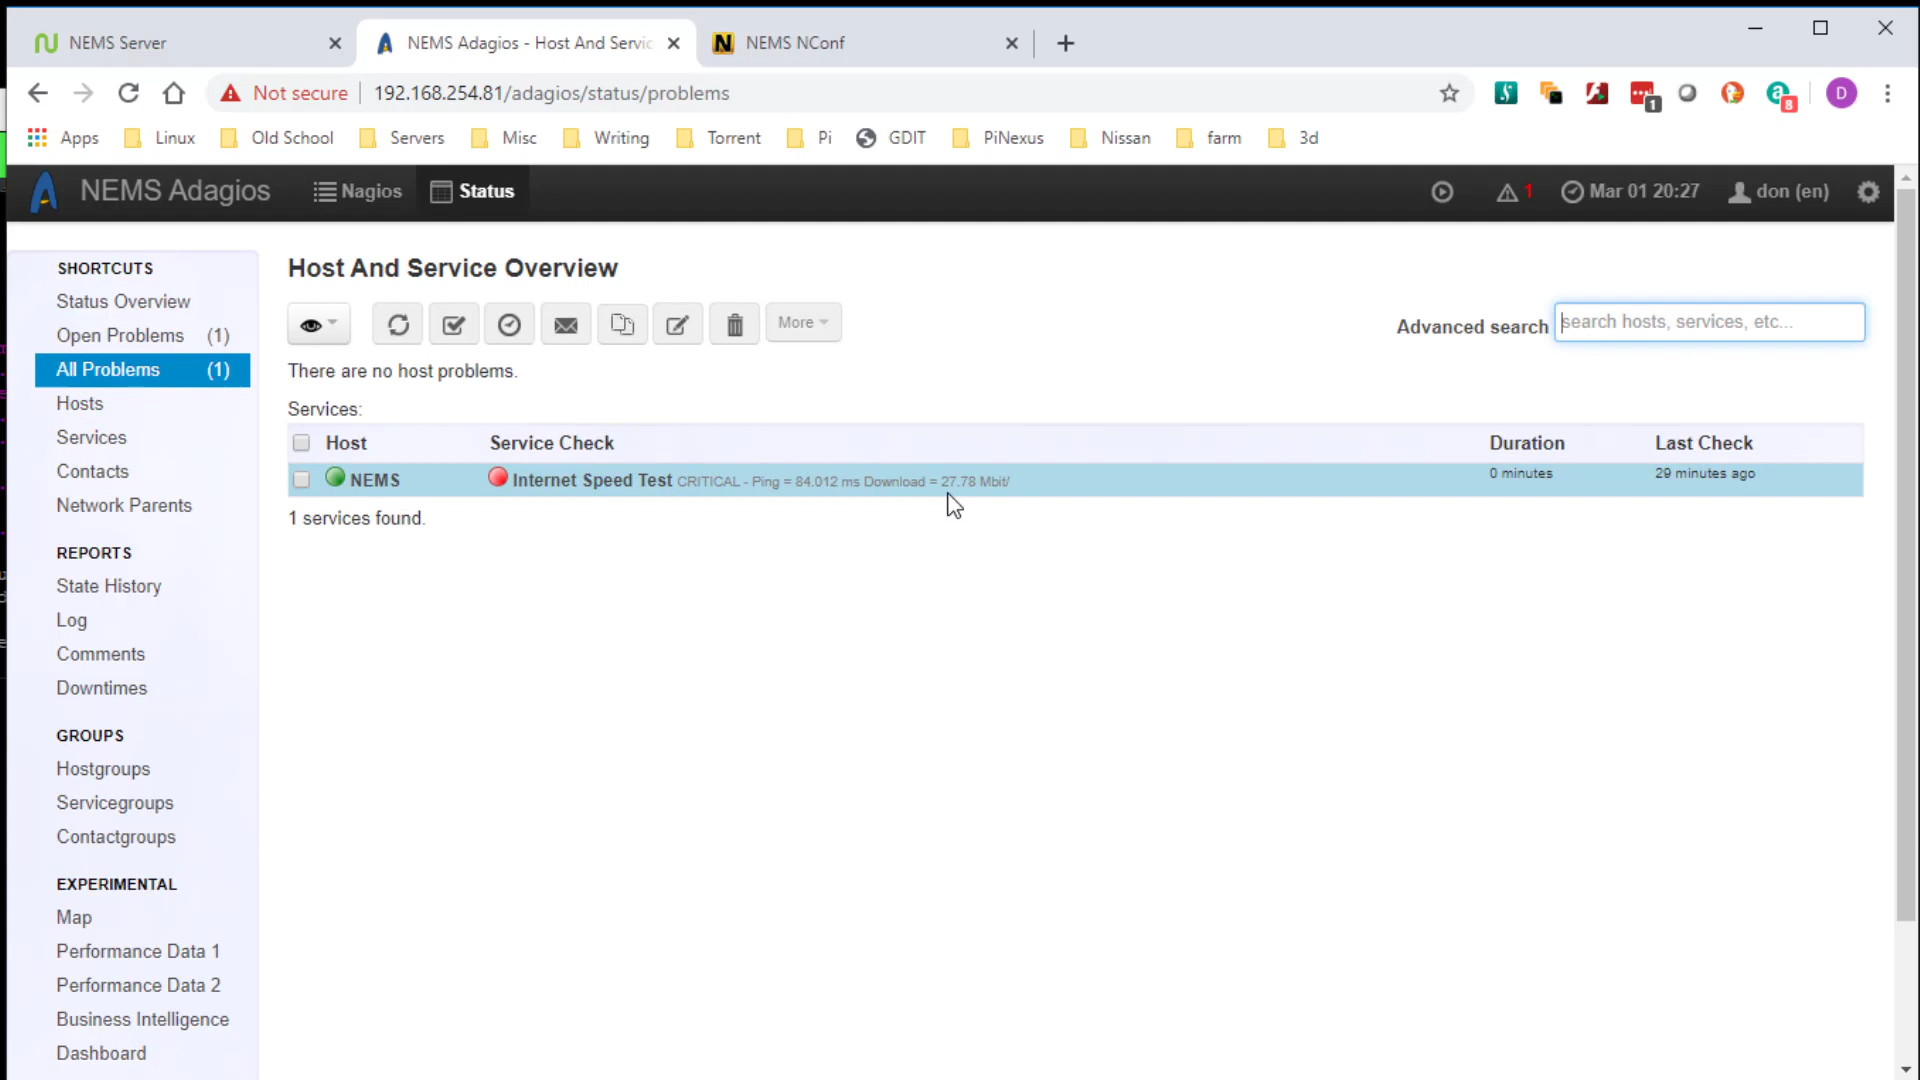 NEMS Server
NEMS Adagios - Host And Servic
NEMS NConf
Not secure
192.168.254.81/adagios/status/problems
1
8
D
Apps
Linux
Old School
Servers
Misc
Writing
Torrent
Pi
GDIT
PiNexus
Nissan
farm
3d
NEMS Adagios
Nagios
Status
1
Mar 01 20:27
don (en)
SHORTCUTS
Status Overview
Open Problems (1)
All Problems (1)
Hosts
Services
Contacts
Network Parents
REPORTS
State History
Log
Comments
Downtimes
GROUPS
Hostgroups
Servicegroups
Contactgroups
EXPERIMENTAL
Map
Performance Data 1
Performance Data 2
Business Intelligence
Dashboard
Host And Service Overview
More
Advanced search
search hosts, services, etc...
There are no host problems.
Services:
Host Service Check Duration Last Check
NEMS Internet Speed Test CRITICAL - Ping = 84.012 ms Download = 27.78 Mbit/ 0 minutes 29 minutes ago
1 services found.